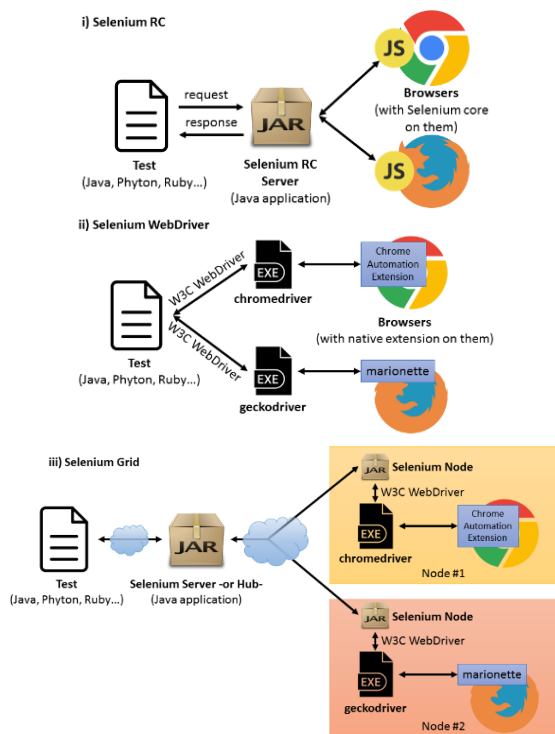 i) Selenium RC
request
response
JAR
JS
JS
Browsers
(with Selenium core
on them)
Test
(Java, Phyton, Ruby...)
Selenium RC
Server
(Java application)
ii) Selenium WebDriver
W3C WebDriver
W3C WebDriver
EXE
chromedriver
Chrome
Automation
Extension
Browsers
(with native extension on them)
Test
(Java, Phyton, Ruby...)
EXE
geckodriver
marionette
iii) Selenium Grid
Test
(Java, Phyton, Ruby...)
JAR
Selenium Server -or Hub-
(Java application)
JAR
Selenium Node
W3C WebDriver
EXE
chromedriver
Chrome
Automation
Extension
Node #1
JAR
Selenium Node
W3C WebDriver
EXE
geckodriver
marionette
Node #2